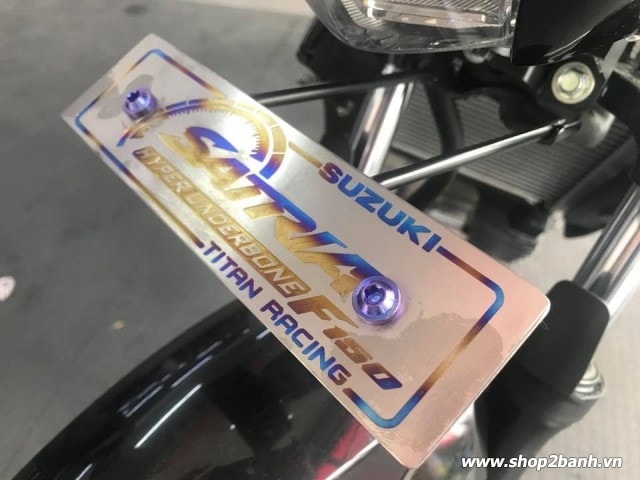 SUZUKI
SATRIA
HYPER UNDERBONE F150
TITAN RACING
www.shop2banh.vn